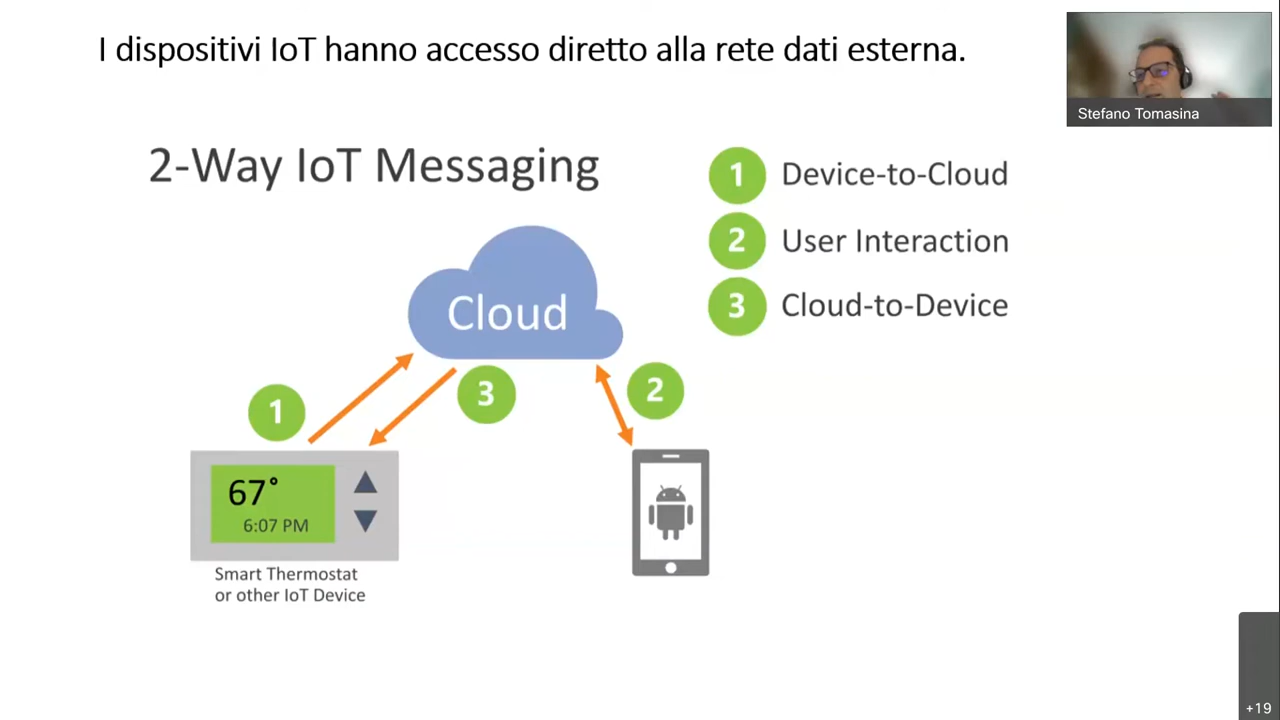 I dispositivi IoT hanno accesso diretto alla rete dati esterna.
Stefano Tomasina
2-Way IoT Messaging
1 Device-to-Cloud
2 User Interaction
3 Cloud-to-Device
Cloud
1
3
2
67°
6:07 PM
Smart Thermostat
or other IoT Device
+19